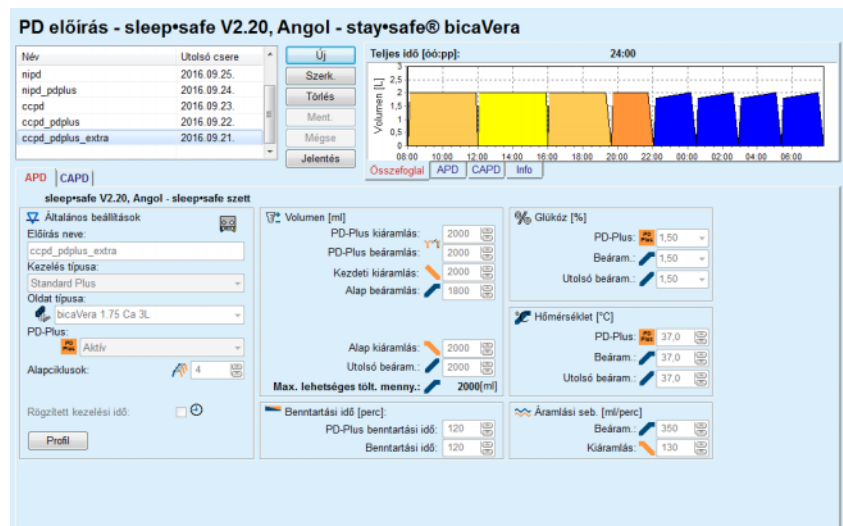 PD előírás - sleep•safe V2.20, Angol - stay•safe® bicaVera
Név Utolsó csere
nipd 2016.09.25.
nipd_pdplus 2016.09.24.
ccpd 2016.09.23.
ccpd_pdplus 2016.09.22.
ccpd_pdplus_extra 2016.09.21.
Új
Szerk.
Törlés
Ment.
Mégse
Jelentés
Teljes idő [óó:pp]: 24:00
Volumen [L]
3
2,5
2
1,5
1
0,5
0
08:00 10:00 12:00 14:00 16:00 18:00 20:00 22:00 00:00 02:00 04:00 06:00
Összefoglal APD CAPD Info
APD CAPD
sleep•safe V2.20, Angol - sleep•safe szett
Általános beállítások
Előírás neve:
ccpd_pdplus_extra
Kezelés típusa:
Standard Plus
Oldat típusa:
bicaVera 1.75 Ca 3L
PD-Plus:
PD Plus Aktív
Alapciklusok: 4
Rögzített kezelési idő:
Profil
Volumen [ml]
PD-Plus kiáramlás: 2000
PD-Plus beáramlás: 2000
Kezdeti kiáramlás: 2000
Alap beáramlás: 1800
Alap kiáramlás: 2000
Utolsó beáram.: 2000
Max. lehetséges tölt. menny.: 2000[ml]
Benntartási idő [perc]:
PD-Plus benntartási idő: 120
Benntartási idő: 120
Glükóz [%]
PD-Plus: PD Plus 1,50
Beáram.: 1,50
Utolsó beáram.: 1,50
Hőmérséklet [°C]
PD-Plus: PD Plus 37,0
Beáram.: 37,0
Utolsó beáram.: 37,0
Áramlási seb. [ml/perc]
Beáram.: 350
Kiáramlás: 130